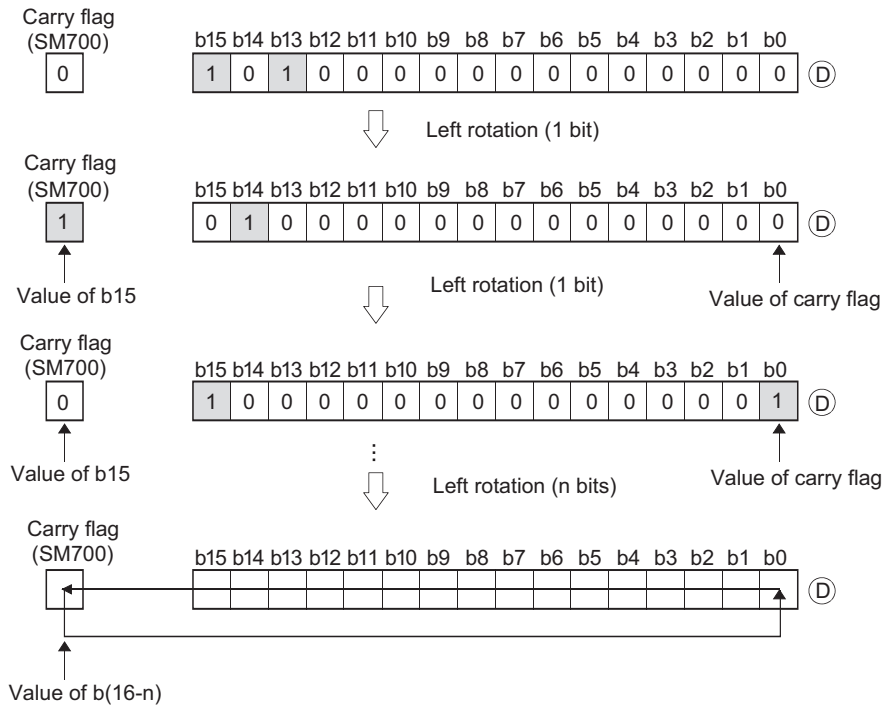 Carry flag
(SM700)
b15 b14 b13 b12 b11 b10 b9 b8 b7 b6 b5 b4 b3 b2 b1 b0
0 1 0 1 0 0 0 0 0 0 0 0 0 0 0 0 0 D
Left rotation (1 bit)
Carry flag
(SM700)
b15 b14 b13 b12 b11 b10 b9 b8 b7 b6 b5 b4 b3 b2 b1 b0
1 0 1 0 0 0 0 0 0 0 0 0 0 0 0 0 0 D
Value of b15
Left rotation (1 bit)
Value of carry flag
Carry flag
(SM700)
b15 b14 b13 b12 b11 b10 b9 b8 b7 b6 b5 b4 b3 b2 b1 b0
0 1 0 0 0 0 0 0 0 0 0 0 0 0 0 0 1 D
Value of b15
⋮
Left rotation (n bits)
Value of carry flag
Carry flag
(SM700)
b15 b14 b13 b12 b11 b10 b9 b8 b7 b6 b5 b4 b3 b2 b1 b0
D
Value of b(16-n)